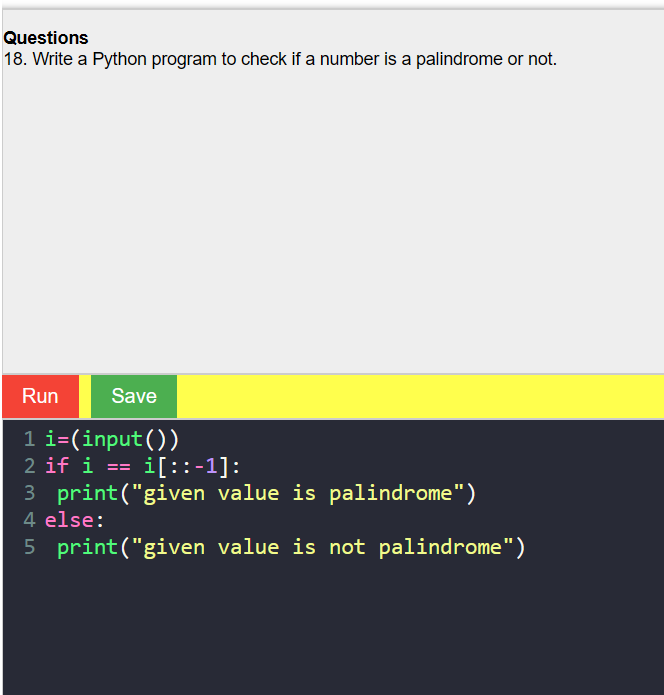 Questions
18. Write a Python program to check if a number is a palindrome or not.
Run Save
1 i=(input())
2 if i == i[::-1]:
3  print("given value is palindrome")
4 else:
5  print("given value is not palindrome")